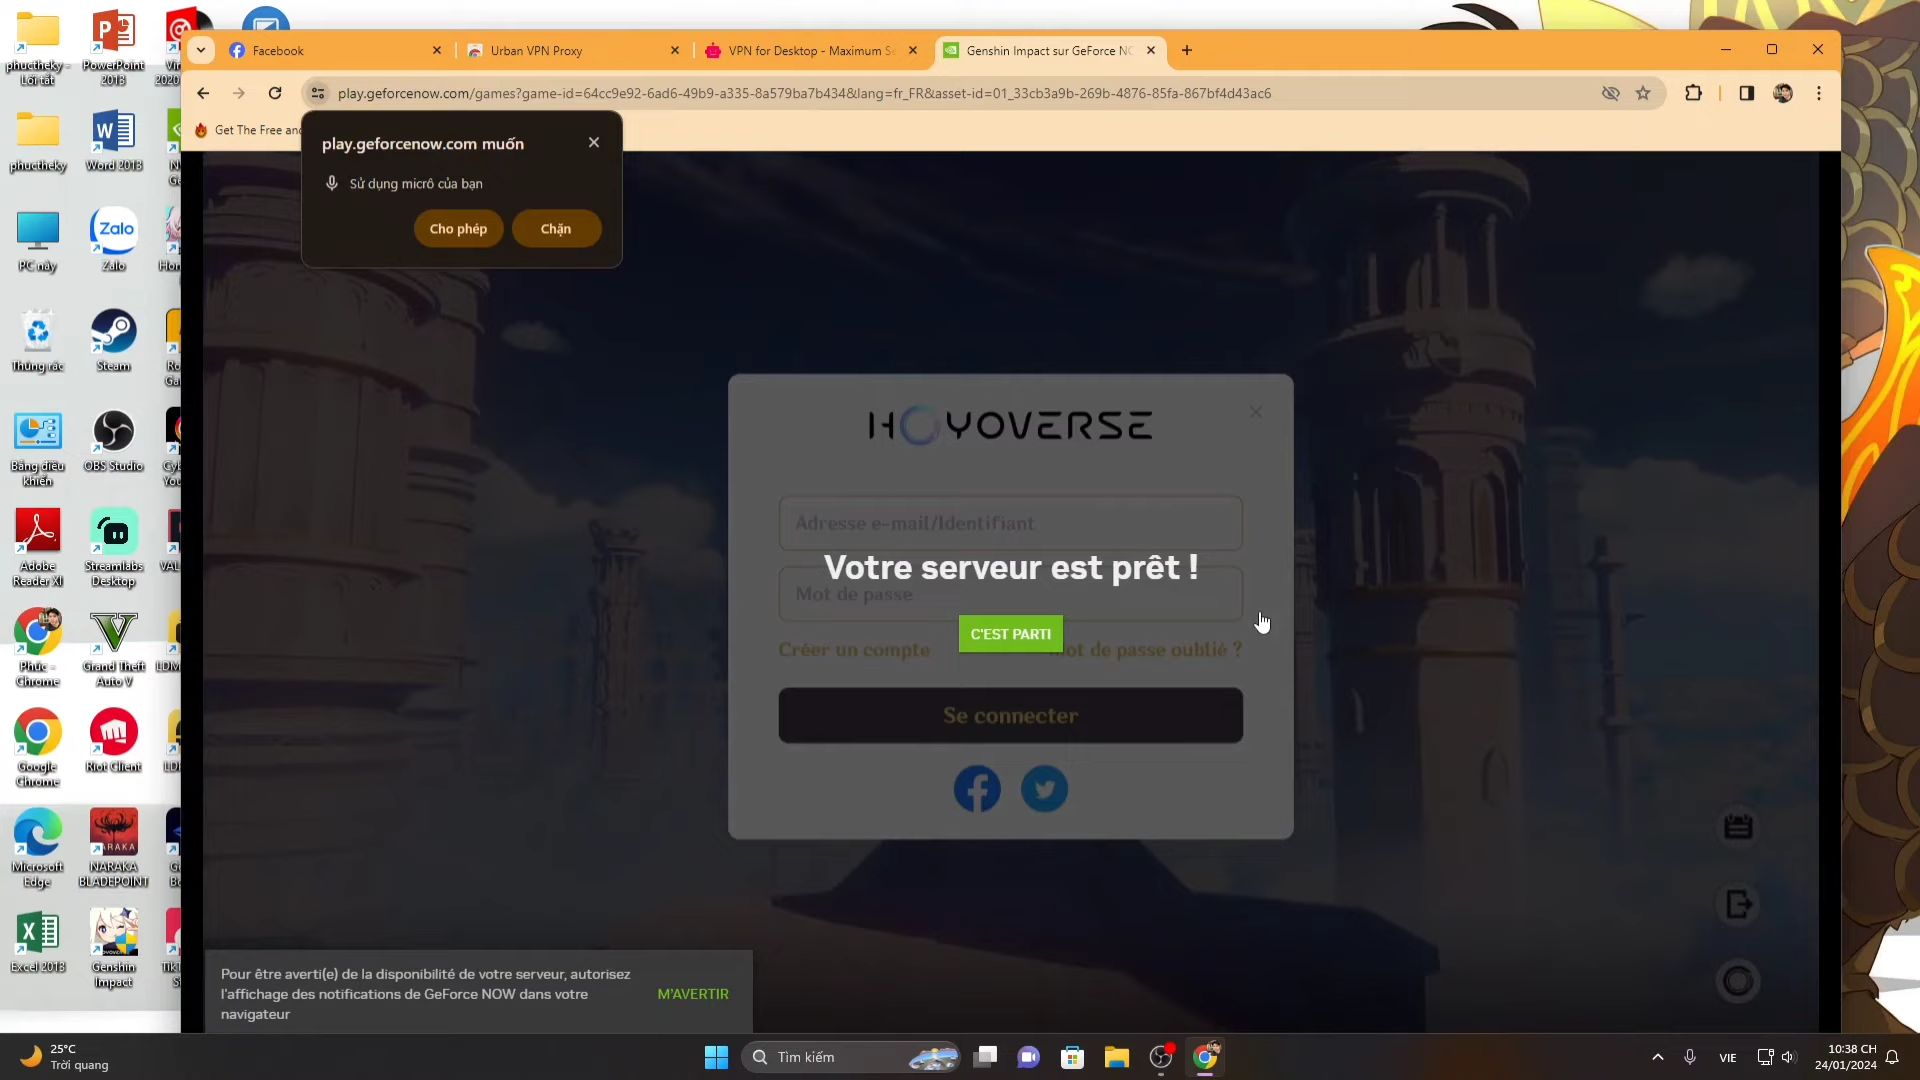 Facebook
Urban VPN Proxy
VPN for Desktop - Maximum Se
Genshin Impact sur GeForce NO
play.geforcenow.com/games?game-id=64cc9e92-6ad6-49b9-a335-8a579ba7b434&lang=fr_FR&asset-id=01_33cb3a9b-269b-4876-85fa-867bf4d43ac6
Get The Free and
play.geforcenow.com muốn
Sử dụng micrô của bạn
Cho phép
Chặn
HOYOVERSE
Adresse e-mail/Identifiant
Votre serveur est prêt !
Mot de passe
C'EST PARTI
Créer un compte
Mot de passe oublié ?
Se connecter
Pour être averti(e) de la disponibilité de votre serveur, autorisez
l'affichage des notifications de GeForce NOW dans votre
navigateur
M'AVERTIR
phuctheky -
Lối tắt
PowerPoint
2013
phuctheky
Word 2013
PC này
Zalo
Thùng rác
Steam
Bảng điều
khiển
OBS Studio
Adobe
Reader XI
Streamlabs
Desktop
Phúc -
Chrome
Grand Theft
Auto V
Google
Chrome
Riot Client
Microsoft
Edge
NARAKA
BLADEPOINT
Excel 2013
Genshin
Impact
25°C
Trời quang
Tìm kiếm
VIE
10:38 CH
24/01/2024